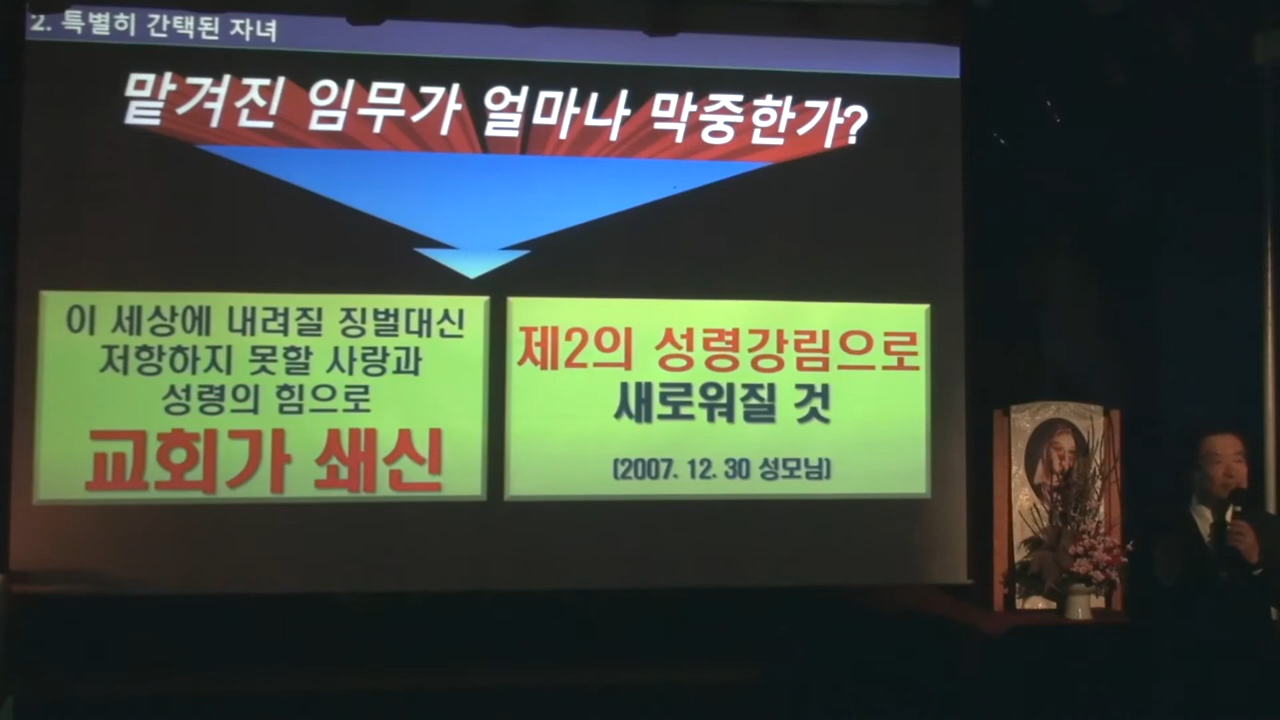 2. 특별히 간택된 자녀
맡겨진 임무가 얼마나 막중한가?
이 세상에 내려질 징벌대신
저항하지 못할 사랑과
성령의 힘으로
교회가 쇄신
제2의 성령강림으로
새로워질 것
(2007. 12. 30 성모님)